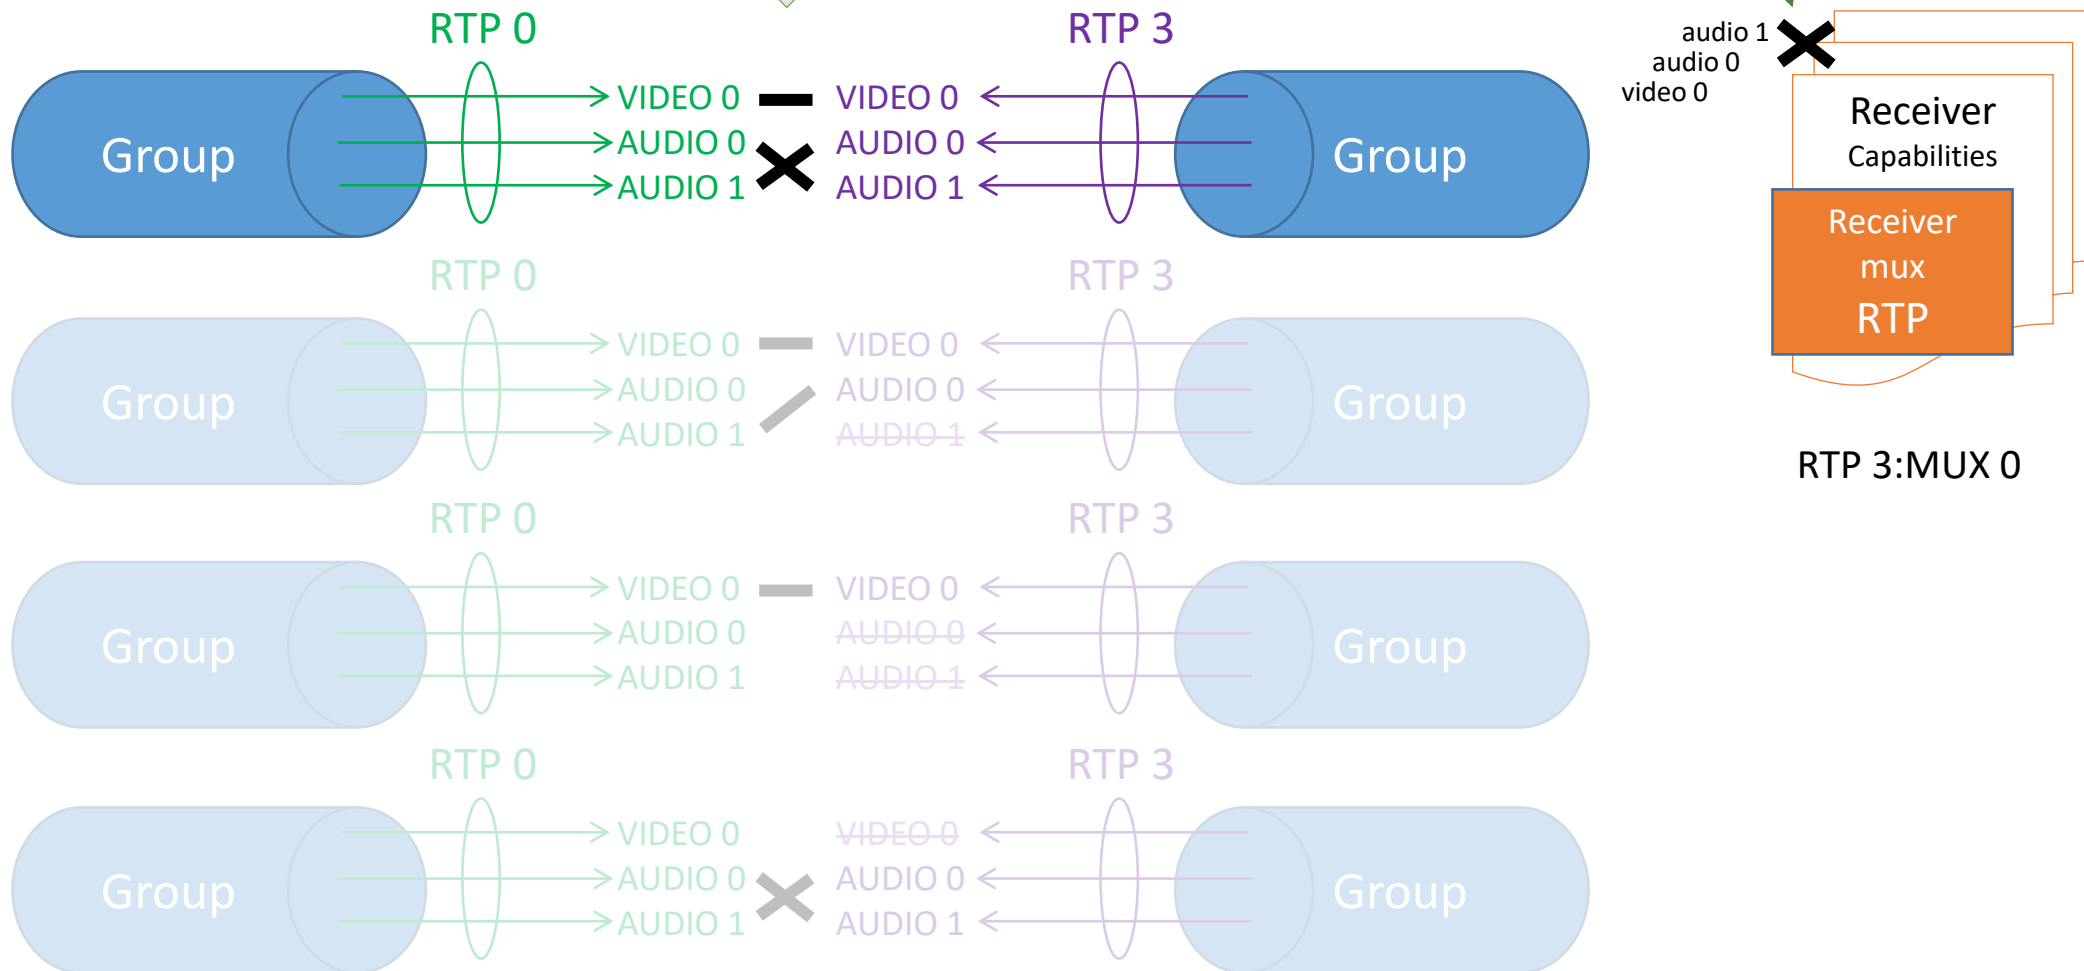 RTP 0
RTP 3
Group
VIDEO 0
AUDIO 0
AUDIO 1
VIDEO 0
AUDIO 0
AUDIO 1
Group
RTP 0
RTP 3
Group
VIDEO 0
AUDIO 0
AUDIO 1
VIDEO 0
AUDIO 0
AUDIO 1
Group
RTP 0
RTP 3
Group
VIDEO 0
AUDIO 0
AUDIO 1
VIDEO 0
AUDIO 0
AUDIO 1
Group
RTP 0
RTP 3
Group
VIDEO 0
AUDIO 0
AUDIO 1
VIDEO 0
AUDIO 0
AUDIO 1
Group
audio 1
audio 0
video 0
Receiver
Capabilities
Receiver
mux
RTP
RTP 3:MUX 0